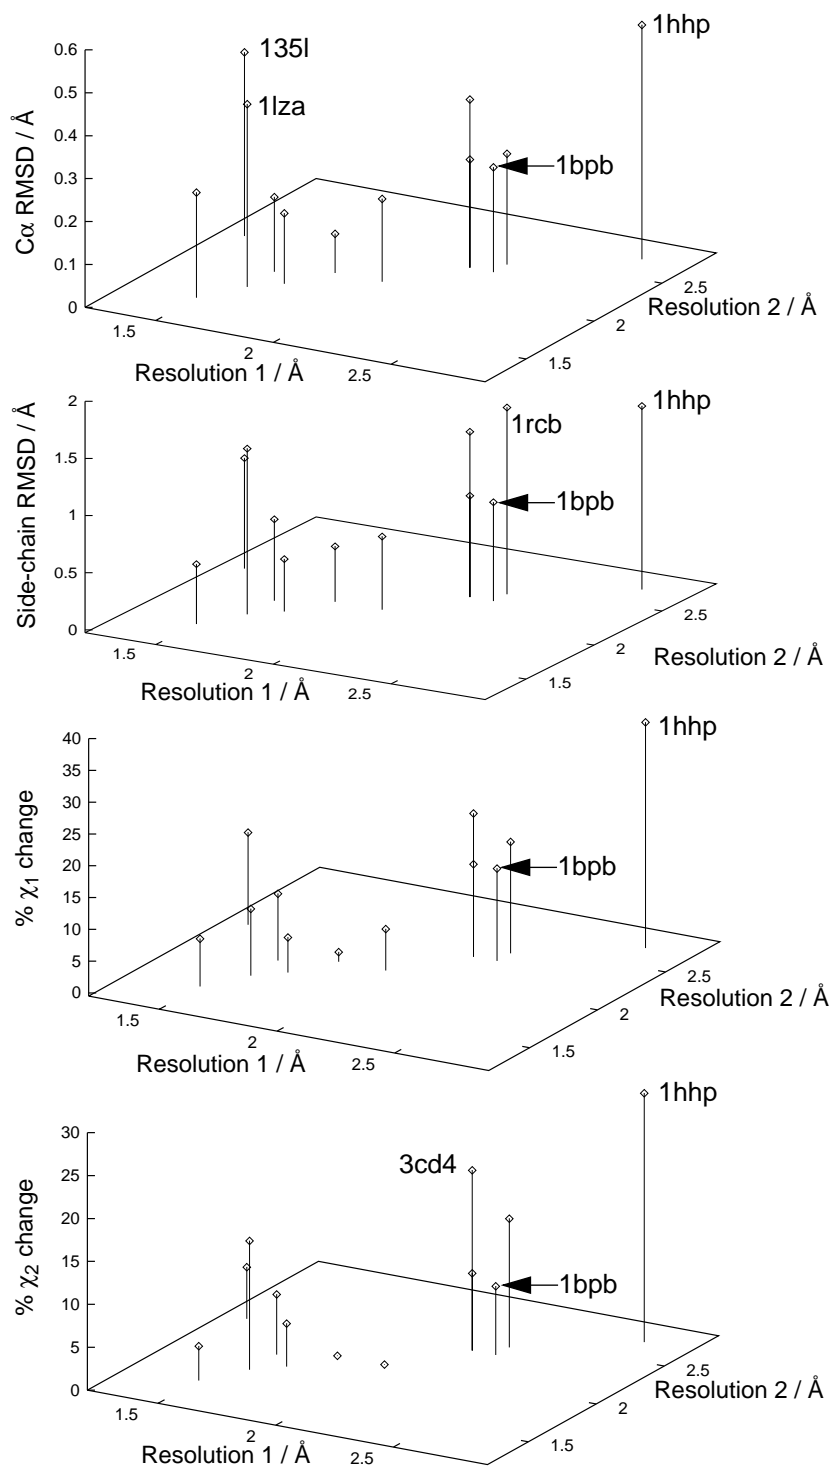 1hhp
135l
0.6
0.5
1lza
0.4
Cα RMSD / Å
1bpb
0.3
0.2
0.1
2.5
0
Resolution 2 / Å
1.5
2
2
1.5
Resolution 1 / Å
2.5
2
1hhp
1rcb
Side-chain RMSD / Å
1.5
1bpb
1
0.5
2.5
0
1.5
2
Resolution 2 / Å
2
1.5
Resolution 1 / Å
2.5
1hhp
40
35
30
25
% χ1 change
1bpb
20
15
10
5
2.5
0
Resolution 2 / Å
1.5
2
2
1.5
Resolution 1 / Å
2.5
1hhp
30
3cd4
25
20
% χ2 change
1bpb
15
10
5
2.5
0
Resolution 2 / Å
1.5
2
2
1.5
Resolution 1 / Å
2.5